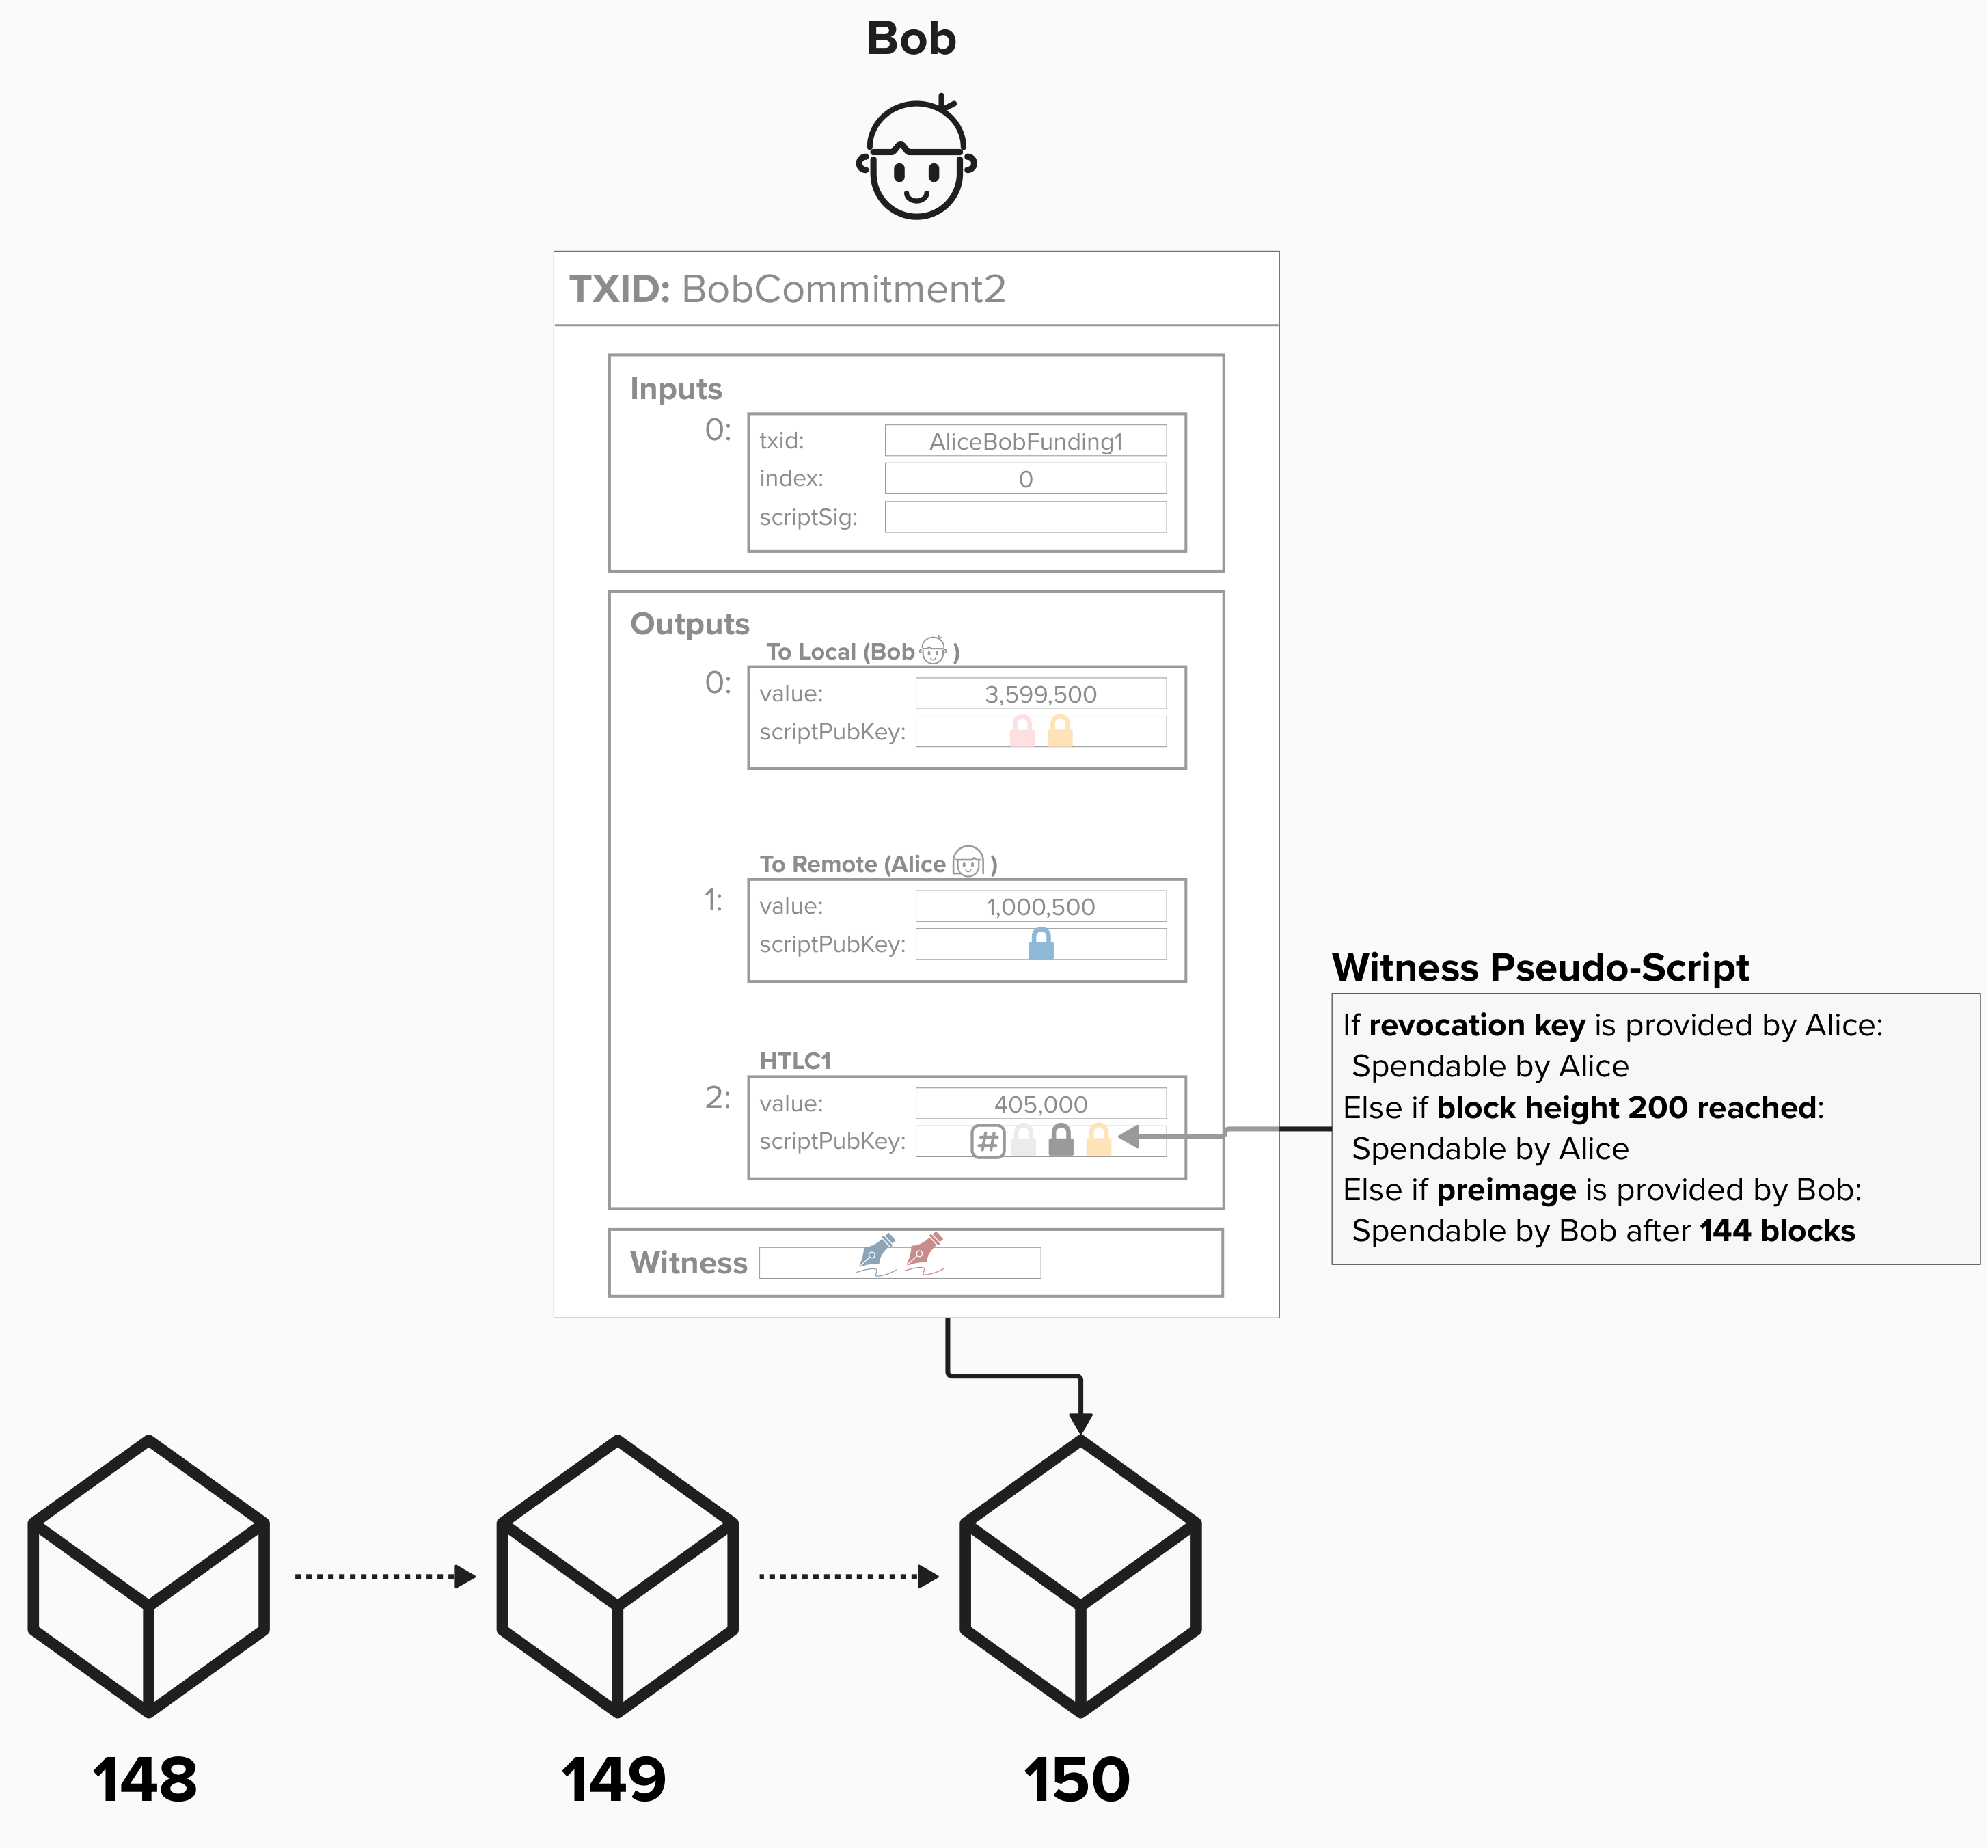 Bob
TXID: BobCommitment2
Inputs
0:
txid: AliceBobFunding1
index: 0
scriptSig:
Outputs
To Local (Bob )
0:
value: 3,599,500
scriptPubKey:
To Remote (Alice )
1:
value: 1,000,500
scriptPubKey:
HTLC1
2:
value: 405,000
scriptPubKey: #
Witness
Witness Pseudo-Script
If revocation key is provided by Alice:
Spendable by Alice
Else if block height 200 reached:
Spendable by Alice
Else if preimage is provided by Bob:
Spendable by Bob after 144 blocks
148
149
150